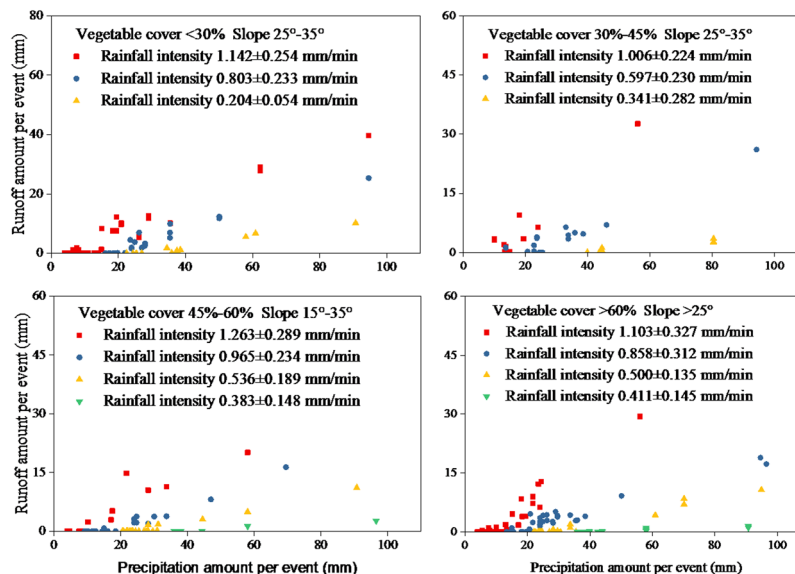 Vegetable cover <30% Slope 25°-35°
Rainfall intensity 1.142±0.254 mm/min
Rainfall intensity 0.803±0.233 mm/min
Rainfall intensity 0.204±0.054 mm/min
Runoff amount per event (mm)
80
60
40
20
0
0 20 40 60 80 100
Vegetable cover 30%-45% Slope 25°-35°
Rainfall intensity 1.006±0.224 mm/min
Rainfall intensity 0.597±0.230 mm/min
Rainfall intensity 0.341±0.282 mm/min
60
45
30
15
0
0 20 40 60 80 100
Vegetable cover 45%-60% Slope 15°-35°
Rainfall intensity 1.263±0.289 mm/min
Rainfall intensity 0.965±0.234 mm/min
Rainfall intensity 0.536±0.189 mm/min
Rainfall intensity 0.383±0.148 mm/min
Runoff amount per event (mm)
60
45
30
15
0
0 20 40 60 80 100
Precipitation amount per event (mm)
Vegetable cover >60% Slope >25°
Rainfall intensity 1.103±0.327 mm/min
Rainfall intensity 0.858±0.312 mm/min
Rainfall intensity 0.500±0.135 mm/min
Rainfall intensity 0.411±0.145 mm/min
60
45
30
15
0
0 20 40 60 80 100
Precipitation amount per event (mm)